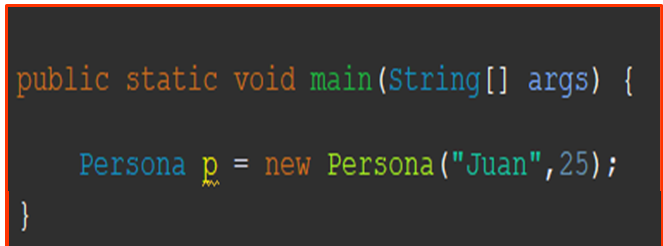 public static void main(String[] args) {
Persona p = new Persona("Juan",25);
}